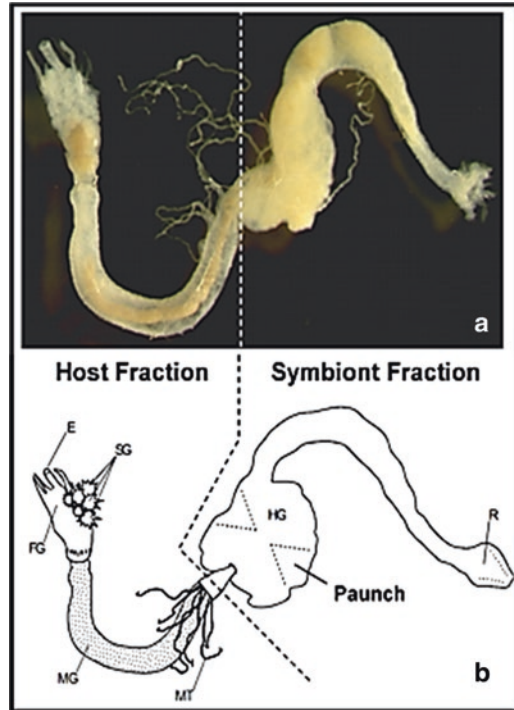 a
Host Fraction
Symbiont Fraction
E
SG
FG
HG
R
Paunch
MG
MT
b